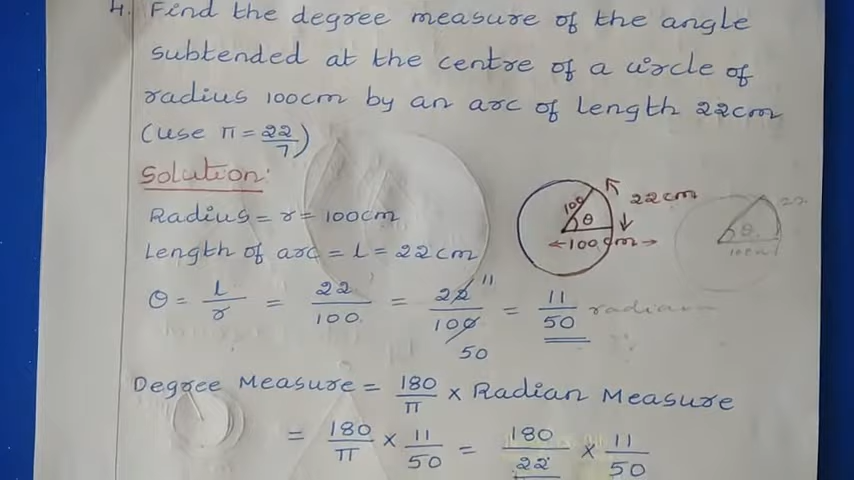 4. Find the degree measure of the angle
subtended at the centre of a circle of
radius 100cm by an arc of length 22cm
(use π = 22/7)
Solution:
100
θ
22cm
100cm
22
θ
100cm
Radius = r = 100cm
Length of arc = l = 22cm
θ = l/r = 22/100 = 22/100 11 50 = 11/50 radian
Degree Measure = 180/π × Radian Measure
= 180/π × 11/50 = 180/22 × 11/50